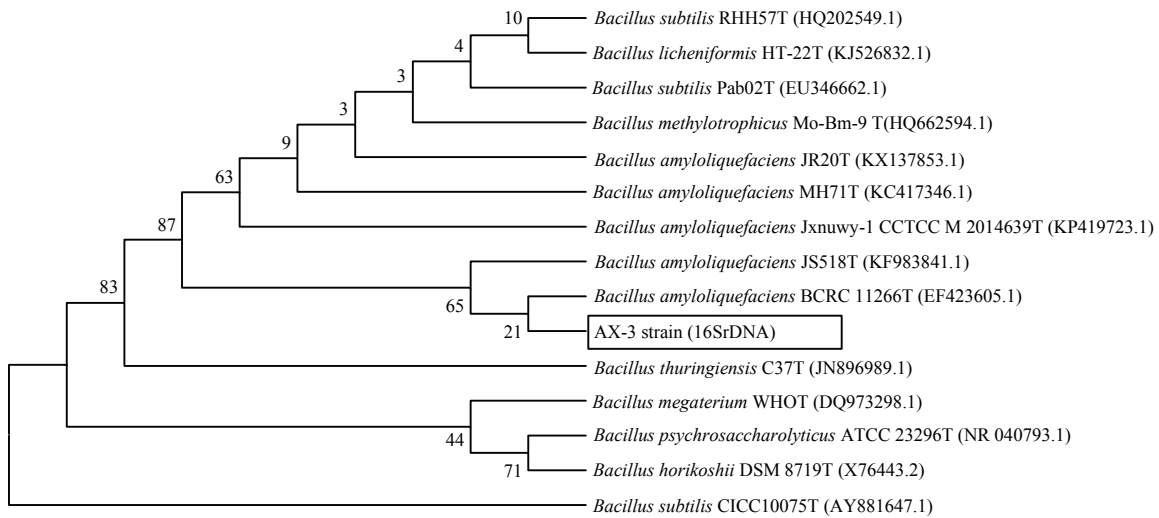 10
Bacillus subtilis RHH57T (HQ202549.1)
Bacillus licheniformis HT-22T (KJ526832.1)
4
Bacillus subtilis Pab02T (EU346662.1)
3
Bacillus methylotrophicus Mo-Bm-9 T(HQ662594.1)
3
Bacillus amyloliquefaciens JR20T (KX137853.1)
9
Bacillus amyloliquefaciens MH71T (KC417346.1)
63
Bacillus amyloliquefaciens Jxnuwy-1 CCTCC M 2014639T (KP419723.1)
87
Bacillus amyloliquefaciens JS518T (KF983841.1)
83
65
Bacillus amyloliquefaciens BCRC 11266T (EF423605.1)
21
AX-3 strain (16SrDNA)
Bacillus thuringiensis C37T (JN896989.1)
Bacillus megaterium WHOT (DQ973298.1)
44
Bacillus psychrosaccharolyticus ATCC 23296T (NR 040793.1)
71
Bacillus horikoshii DSM 8719T (X76443.2)
Bacillus subtilis CICC10075T (AY881647.1)